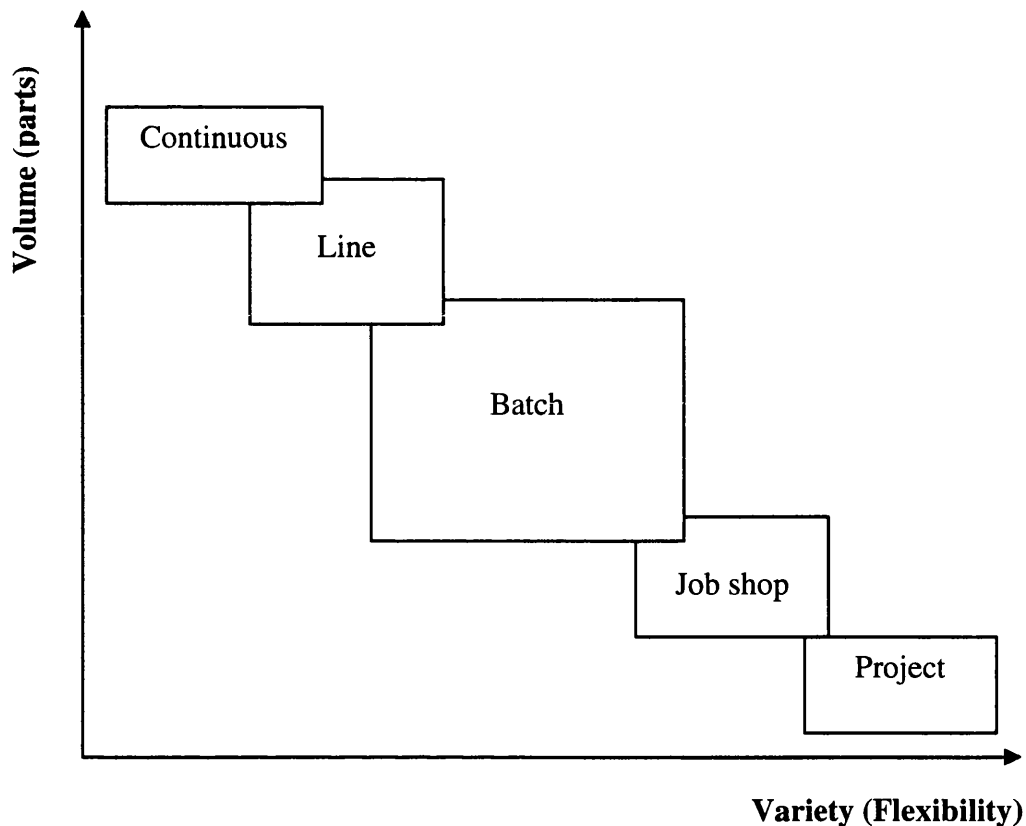 Volume (parts)
Continuous
Line
Batch
Job shop
Project
Variety (Flexibility)